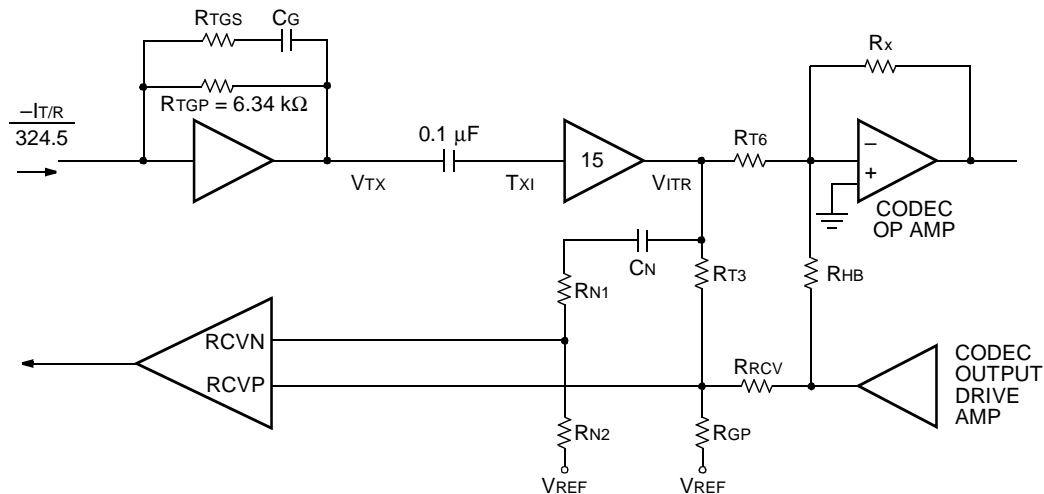 RTGS
CG
RTGP = 6.34 kΩ
–IT/R
324.5
VTX
0.1 μF
TXI
15
VITR
RT6
RX
–
+
CODEC
OP AMP
CN
RN1
RT3
RHB
RCVN
RCVP
RRCV
CODEC
OUTPUT
DRIVE
AMP
RN2
RGP
VREF
VREF